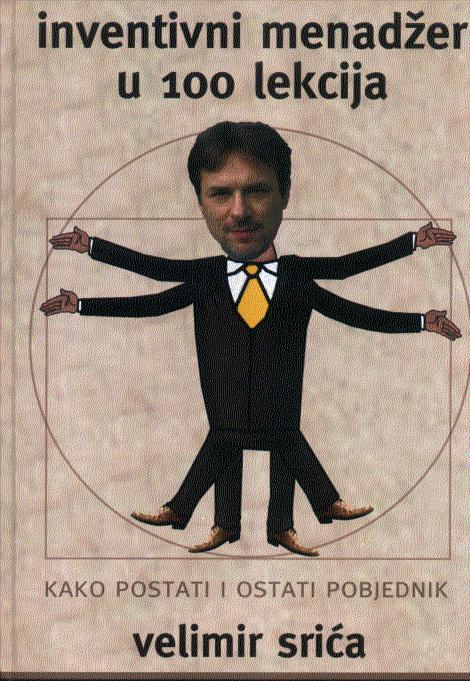 inventivni menadžer
u 100 lekcija
KAKO POSTATI I OSTATI POBJEDNIK
velimir srića